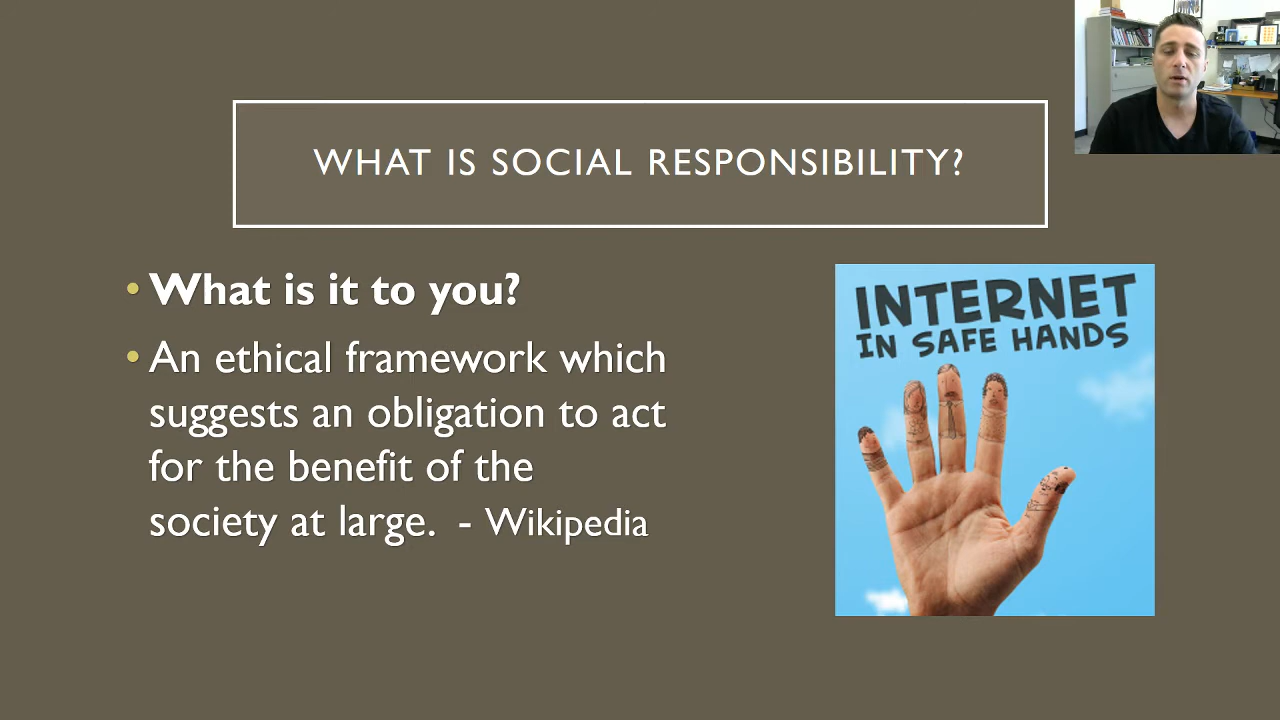 WHAT IS SOCIAL RESPONSIBILITY?
• What is it to you?
• An ethical framework which
suggests an obligation to act
for the benefit of the
society at large. - Wikipedia
INTERNET
IN SAFE HANDS